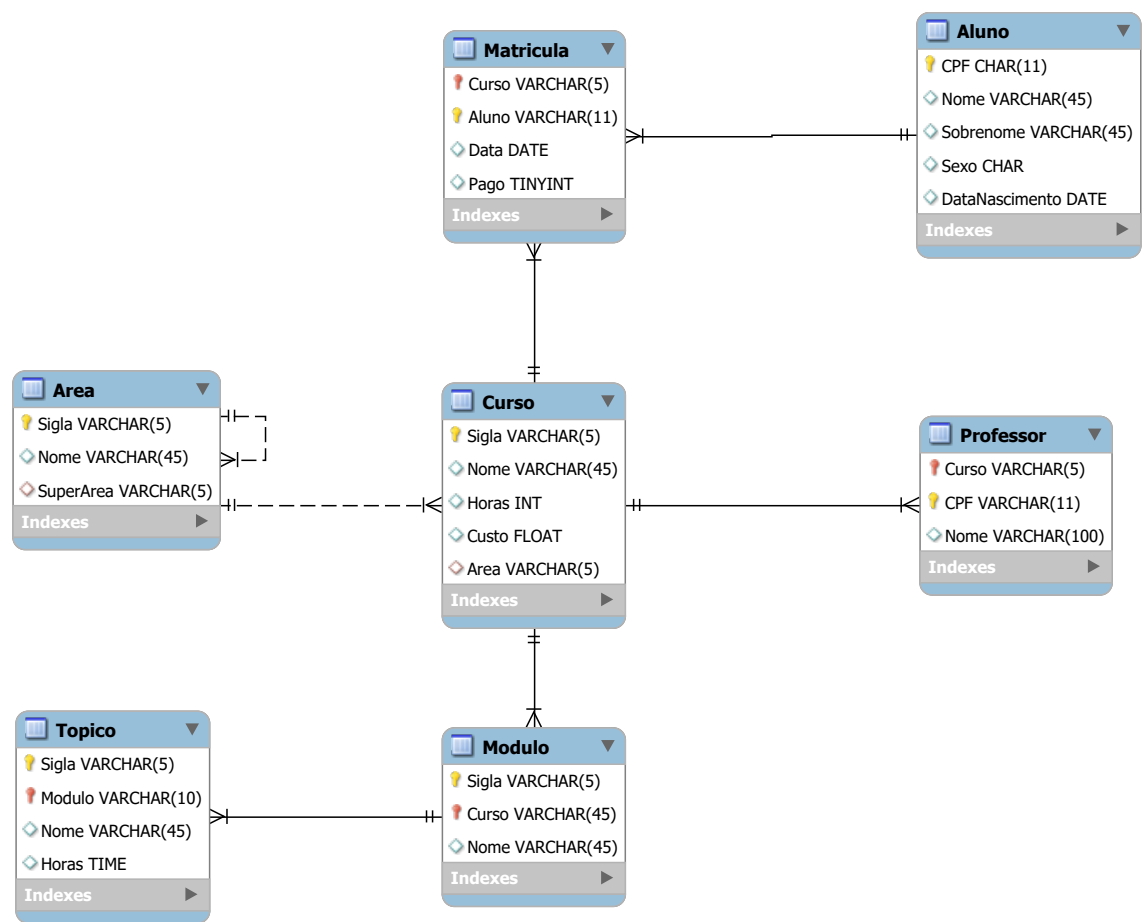 Matricula
Curso VARCHAR(5)
Aluno VARCHAR(11)
Data DATE
Pago TINYINT
Indexes
Aluno
CPF CHAR(11)
Nome VARCHAR(45)
Sobrenome VARCHAR(45)
Sexo CHAR
DataNascimento DATE
Indexes
Area
Sigla VARCHAR(5)
Nome VARCHAR(45)
SuperArea VARCHAR(5)
Indexes
Curso
Sigla VARCHAR(5)
Nome VARCHAR(45)
Horas INT
Custo FLOAT
Area VARCHAR(5)
Indexes
Professor
Curso VARCHAR(5)
CPF VARCHAR(11)
Nome VARCHAR(100)
Indexes
Topico
Sigla VARCHAR(5)
Modulo VARCHAR(10)
Nome VARCHAR(45)
Horas TIME
Indexes
Modulo
Sigla VARCHAR(5)
Curso VARCHAR(45)
Nome VARCHAR(45)
Indexes